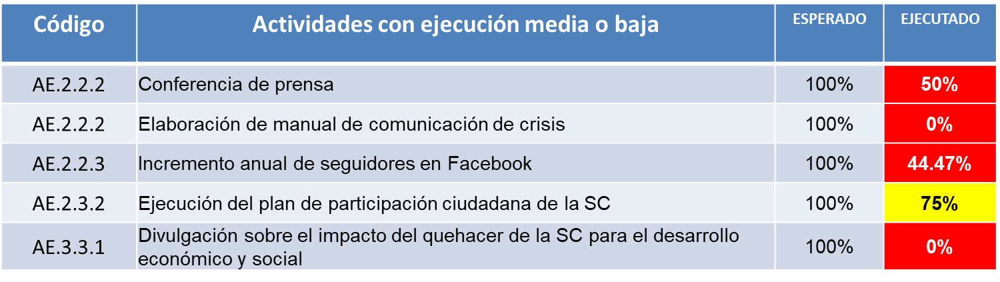 Código Actividades con ejecución media o baja ESPERADO EJECUTADO
AE.2.2.2 Conferencia de prensa 100% 50%
AE.2.2.2 Elaboración de manual de comunicación de crisis 100% 0%
AE.2.2.3 Incremento anual de seguidores en Facebook 100% 44.47%
AE.2.3.2 Ejecución del plan de participación ciudadana de la SC 100% 75%
AE.3.3.1 Divulgación sobre el impacto del quehacer de la SC para el desarrollo
económico y social 100% 0%